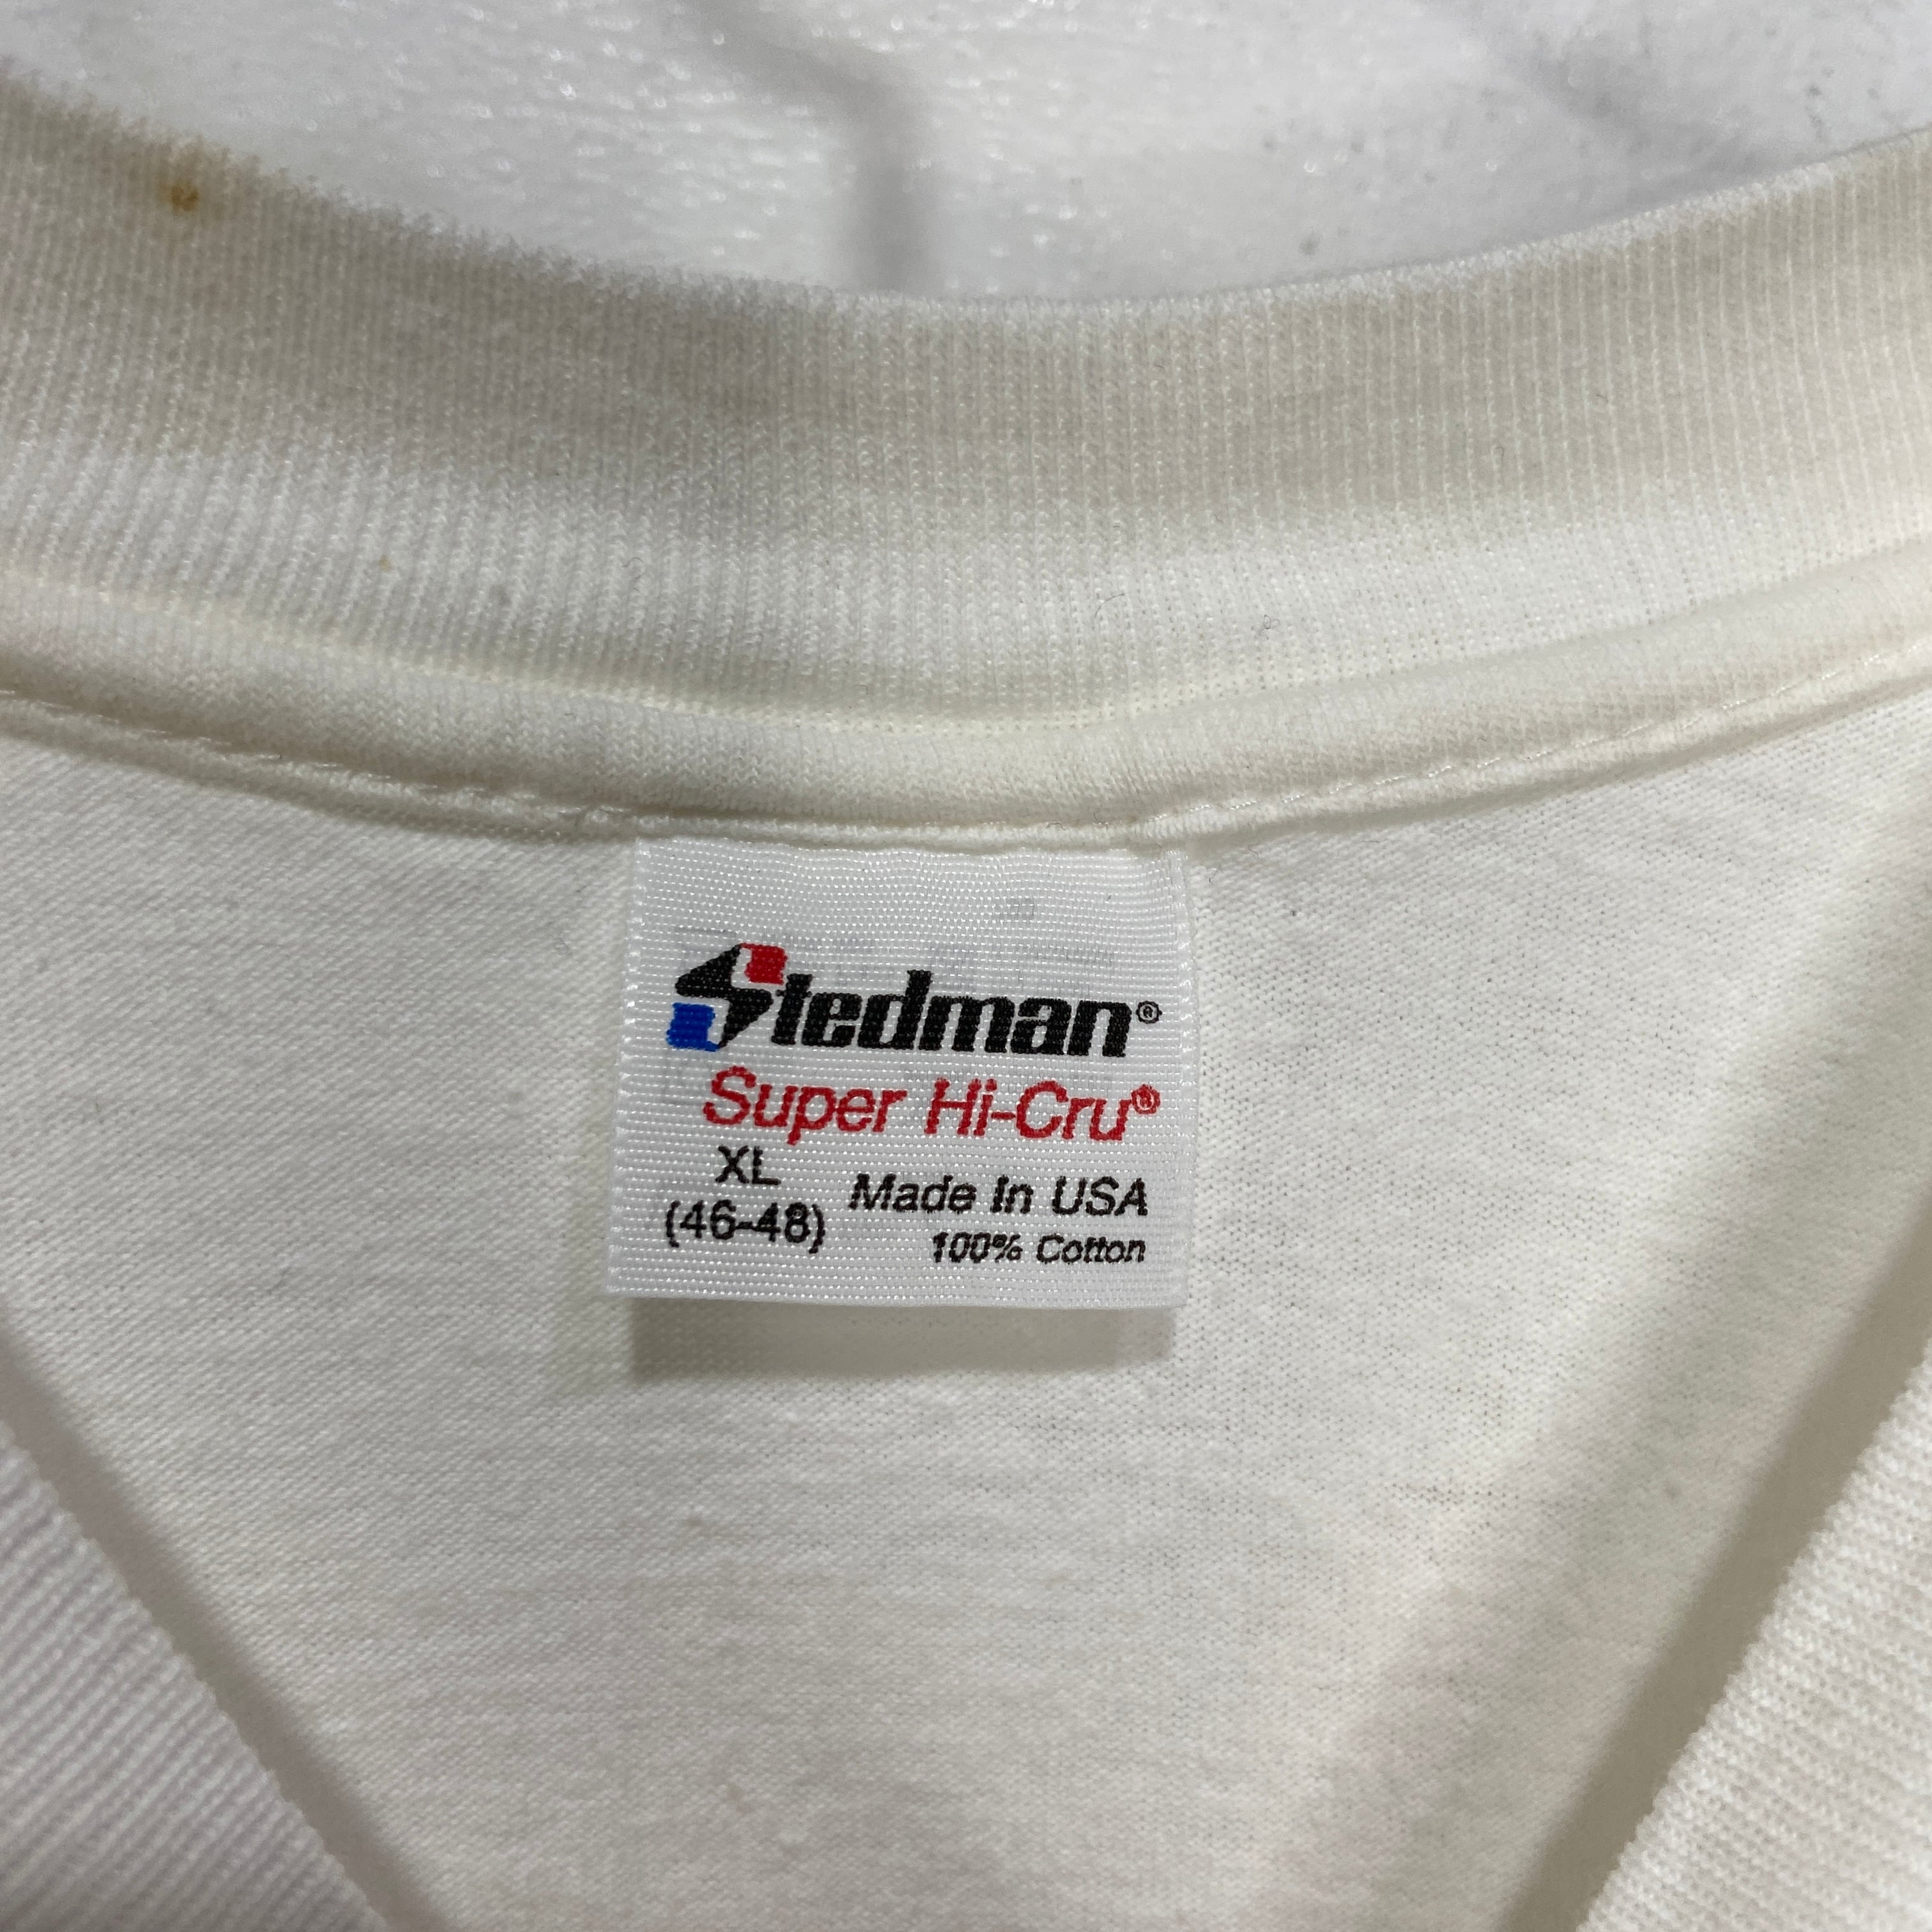 Stedman®
Super Hi-Cru®
XL
(46-48)
Made In USA
100% Cotton